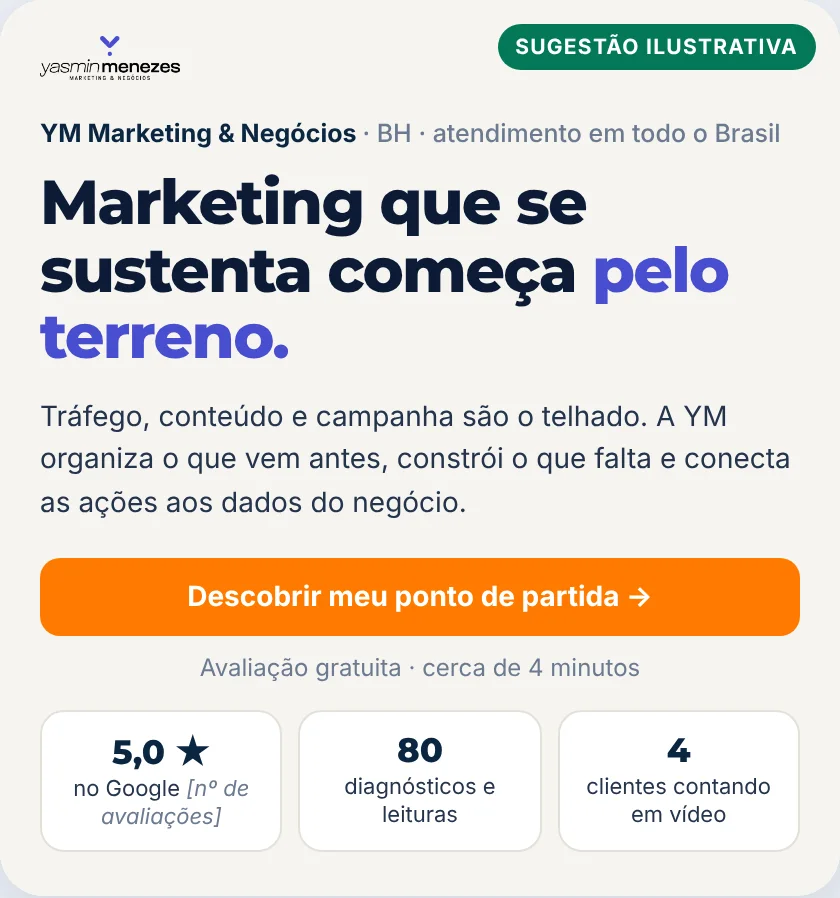 yasminmenezes
MARKETING & NEGÓCIOS
SUGESTÃO ILUSTRATIVA
YM Marketing & Negócios · BH · atendimento em todo o Brasil
Marketing que se
sustenta começa pelo
terreno.
Tráfego, conteúdo e campanha são o telhado. A YM
organiza o que vem antes, constrói o que falta e conecta
as ações aos dados do negócio.
Descobrir meu ponto de partida →
Avaliação gratuita · cerca de 4 minutos
5,0 ★
no Google [nº de
avaliações]
80
diagnósticos e
leituras
4
clientes contando
em vídeo